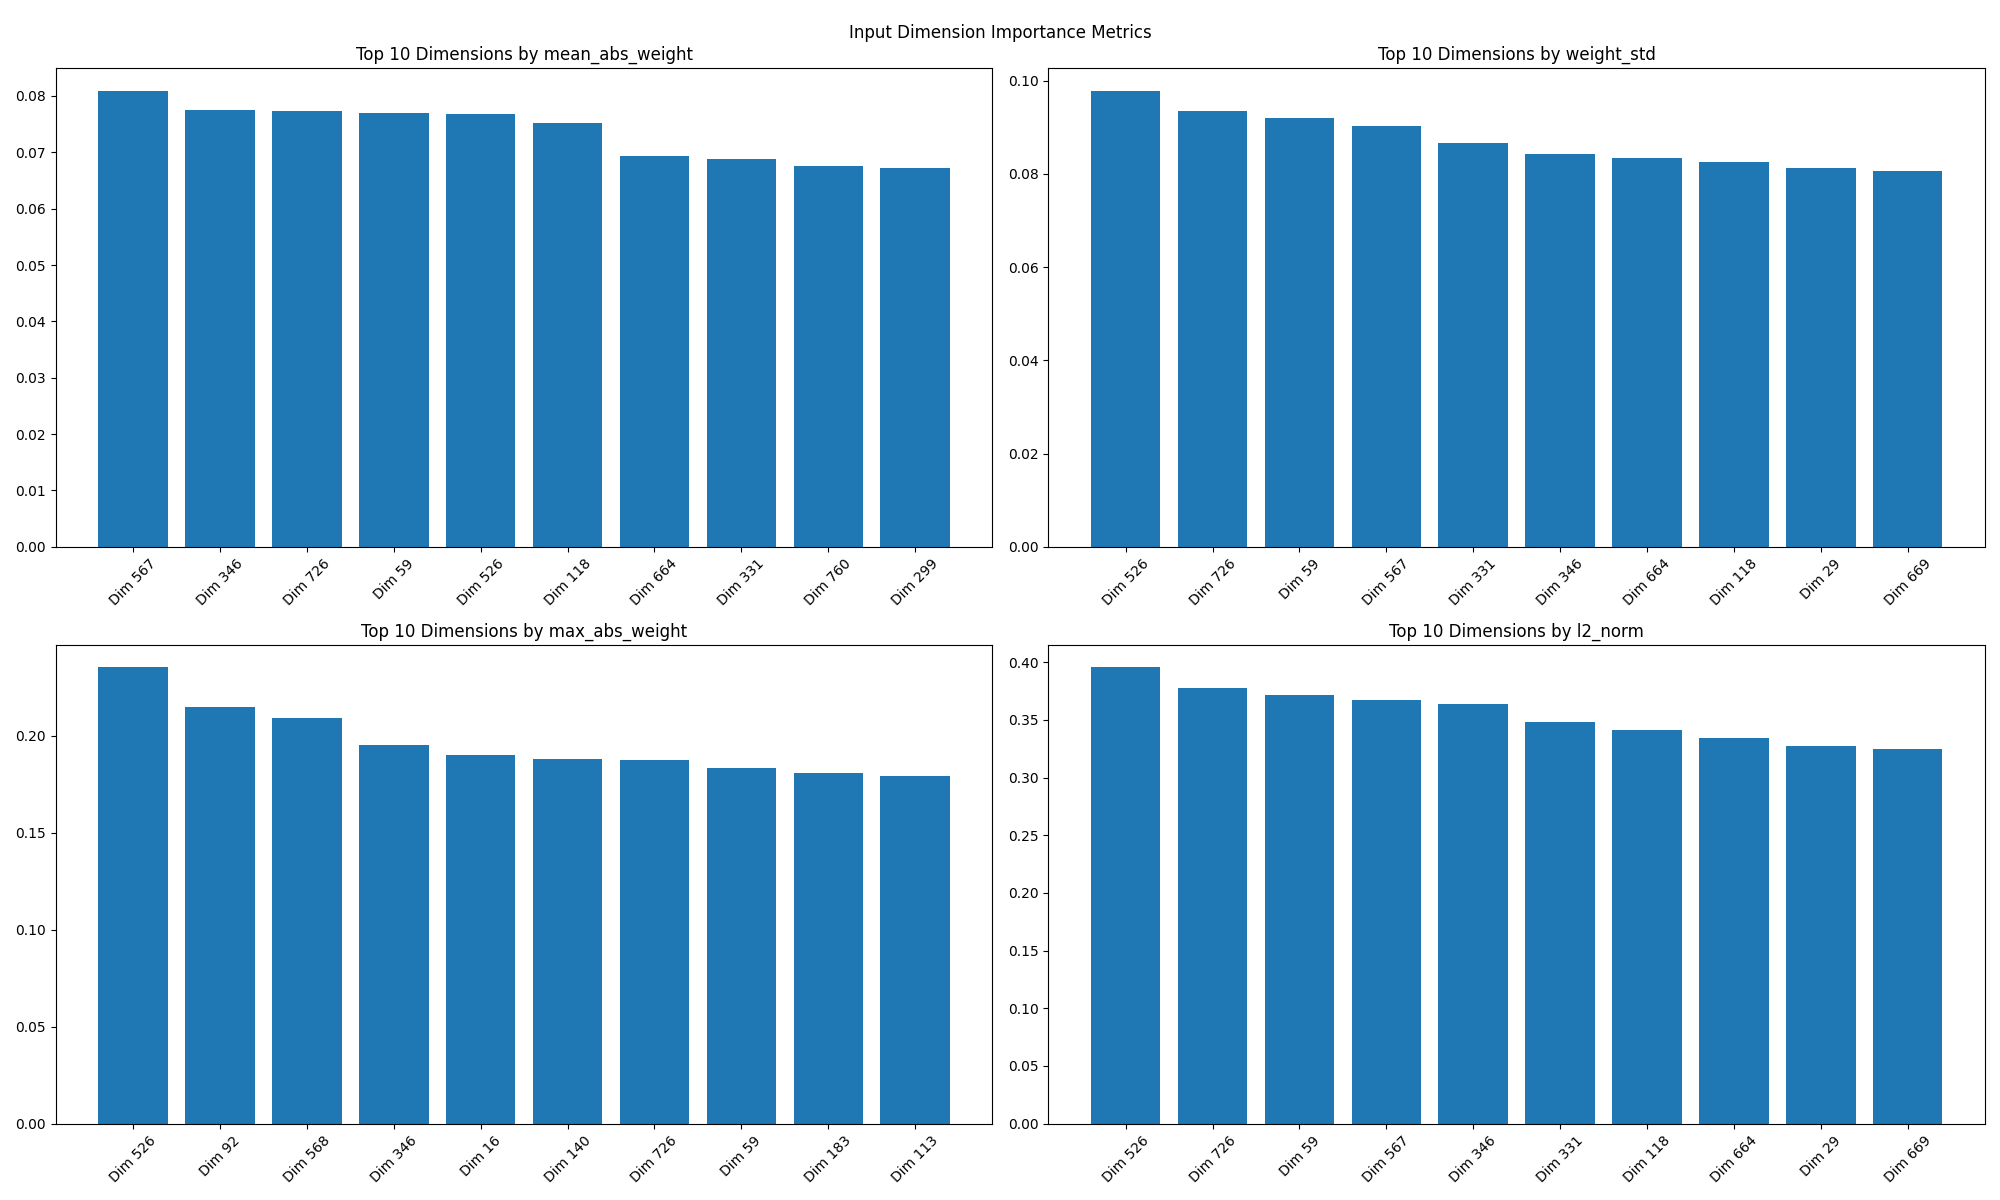 Input Dimension Importance Metrics
Top 10 Dimensions by mean_abs_weight
0.08
0.07
0.06
0.05
0.04
0.03
0.02
0.01
0.00
Dim 567
Dim 346
Dim 726
Dim 59
Dim 526
Dim 118
Dim 664
Dim 331
Dim 760
Dim 299
Top 10 Dimensions by weight_std
0.10
0.08
0.06
0.04
0.02
0.00
Dim 526
Dim 726
Dim 59
Dim 567
Dim 331
Dim 346
Dim 664
Dim 118
Dim 29
Dim 669
Top 10 Dimensions by max_abs_weight
0.20
0.15
0.10
0.05
0.00
Dim 526
Dim 92
Dim 568
Dim 346
Dim 16
Dim 140
Dim 726
Dim 59
Dim 183
Dim 113
Top 10 Dimensions by l2_norm
0.40
0.35
0.30
0.25
0.20
0.15
0.10
0.05
0.00
Dim 526
Dim 726
Dim 59
Dim 567
Dim 346
Dim 331
Dim 118
Dim 664
Dim 29
Dim 669